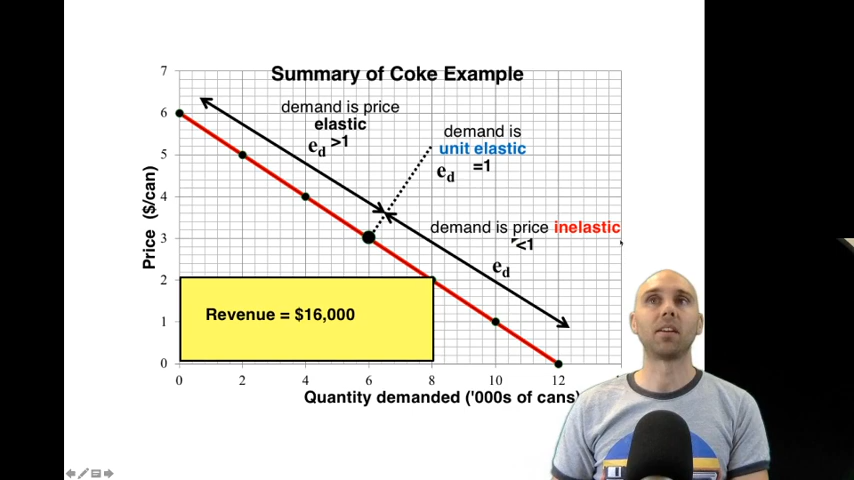 Summary of Coke Example
7
6
5
4
3
2
1
0
Price ($/can)
demand is price
elastic
ed >1
demand is
unit elastic
ed =1
demand is price inelastic
<1
ed
Revenue = $16,000
0 2 4 6 8 10 12
Quantity demanded ('000s of cans)